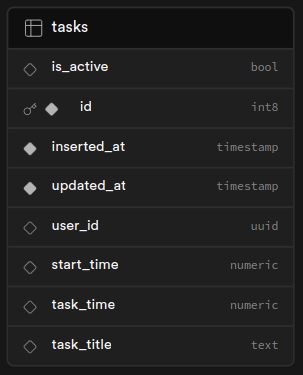 tasks
is_active bool
id int8
inserted_at timestamp
updated_at timestamp
user_id uuid
start_time numeric
task_time numeric
task_title text